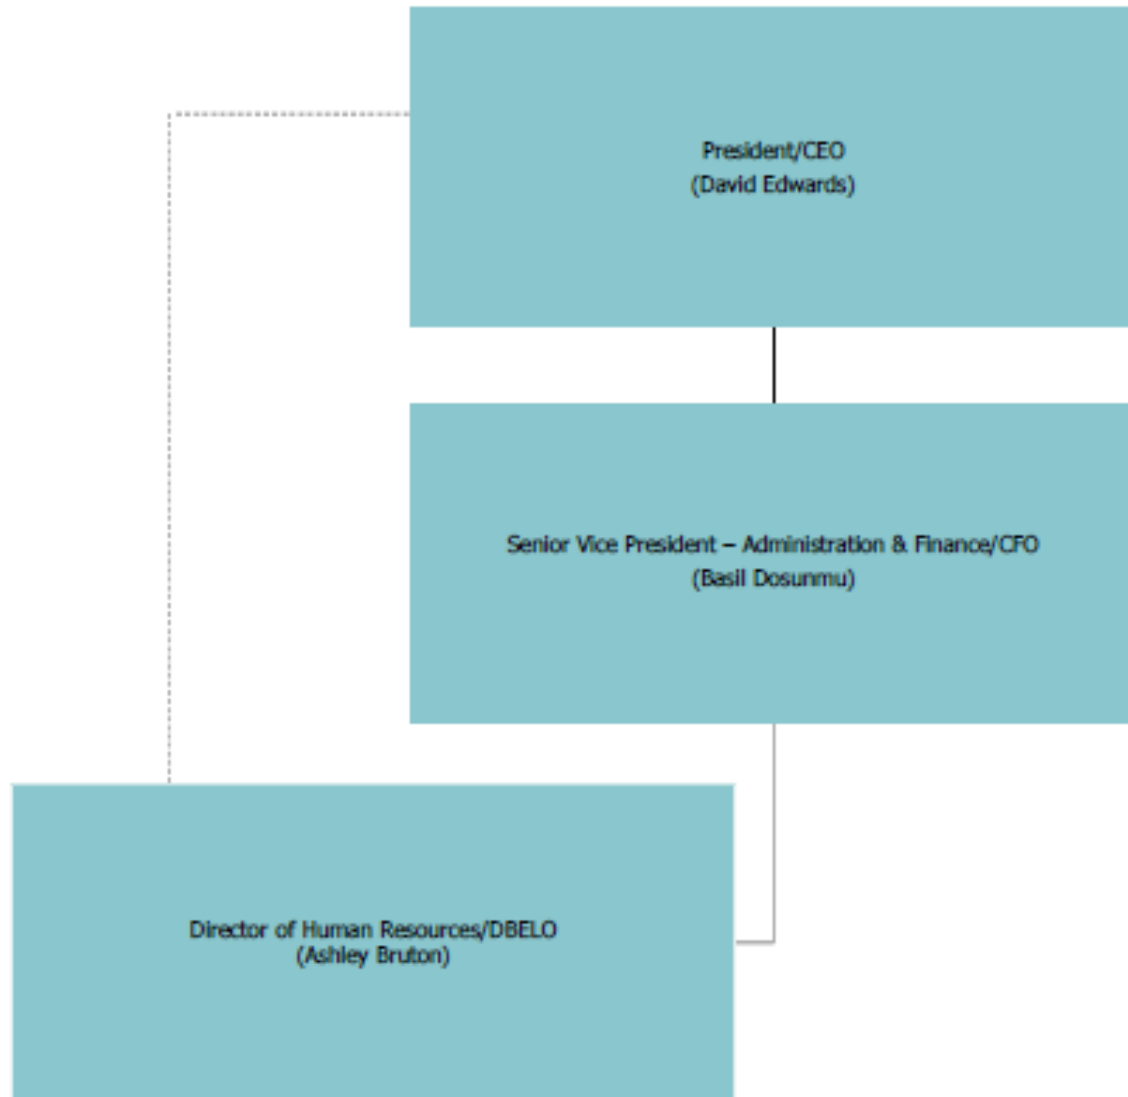 President/CEO
(David Edwards)
Senior Vice President – Administration & Finance/CFO
(Basil Dosunmu)
Director of Human Resources/DBELO
(Ashley Bruton)